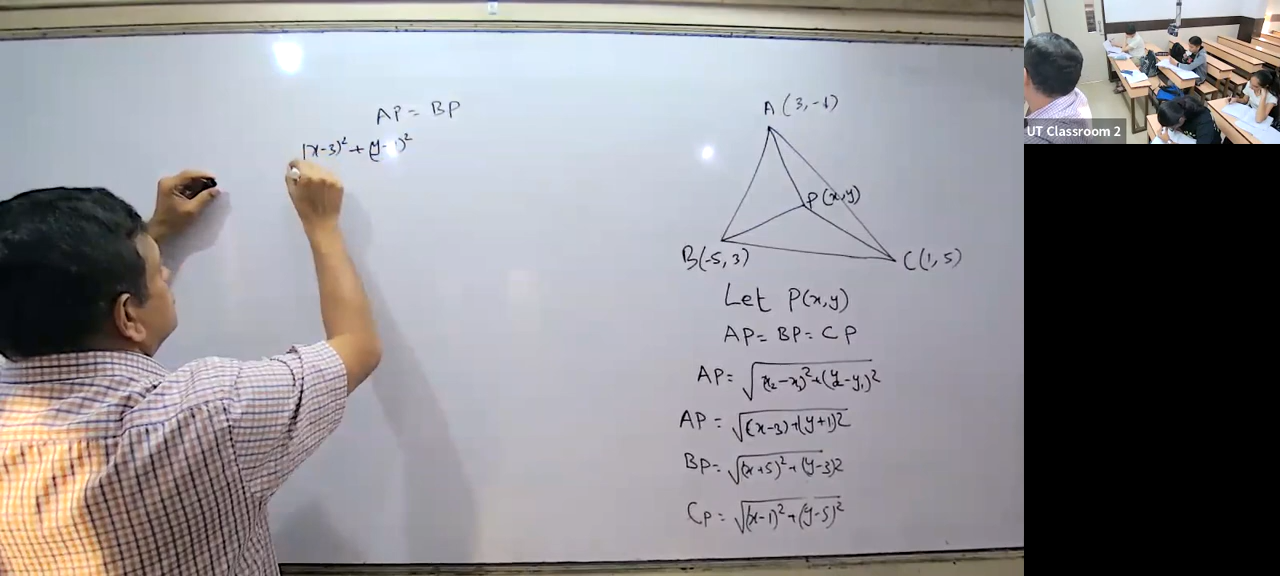 AP = BP
(x-3)² + (y-1)²
A (3, -1)
P (x, y)
B(-5, 3)
C (1, 5)
Let P(x,y)
AP = BP = CP
AP = √(x₂-x₁)²+(y₂-y₁)2
AP = √(x-3)+(y+1)2
BP = √(x+5)²+(y-3)2
CP = √(x-1)²+(y-5)²
UT Classroom 2